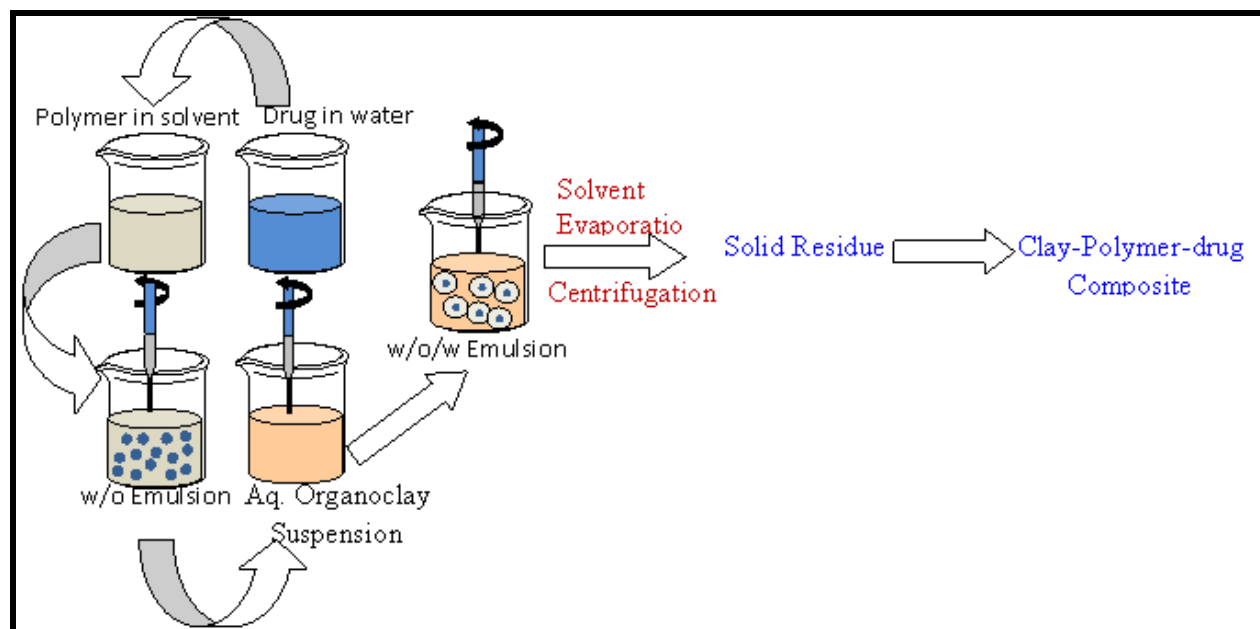 Polymer in solvent
Drug in water
w/o Emulsion
Aq. Organoclay
Suspension
w/o/w Emulsion
Solvent
Evaporatio
Centrifugation
Solid Residue
Clay-Polymer-drug
Composite